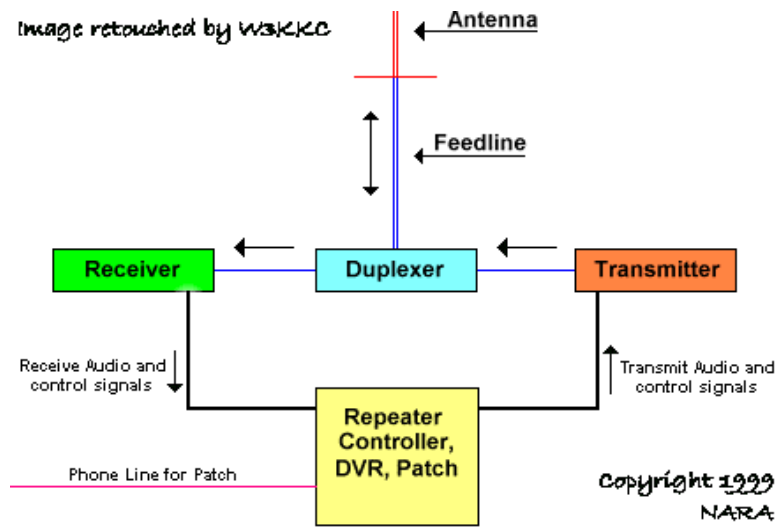 Image retouched by W3KKC
Antenna
Feedline
Receiver
Duplexer
Transmitter
Receive Audio and
control signals
Transmit Audio and
control signals
Repeater
Controller,
DVR, Patch
Phone Line for Patch
Copyright 1999
NARA